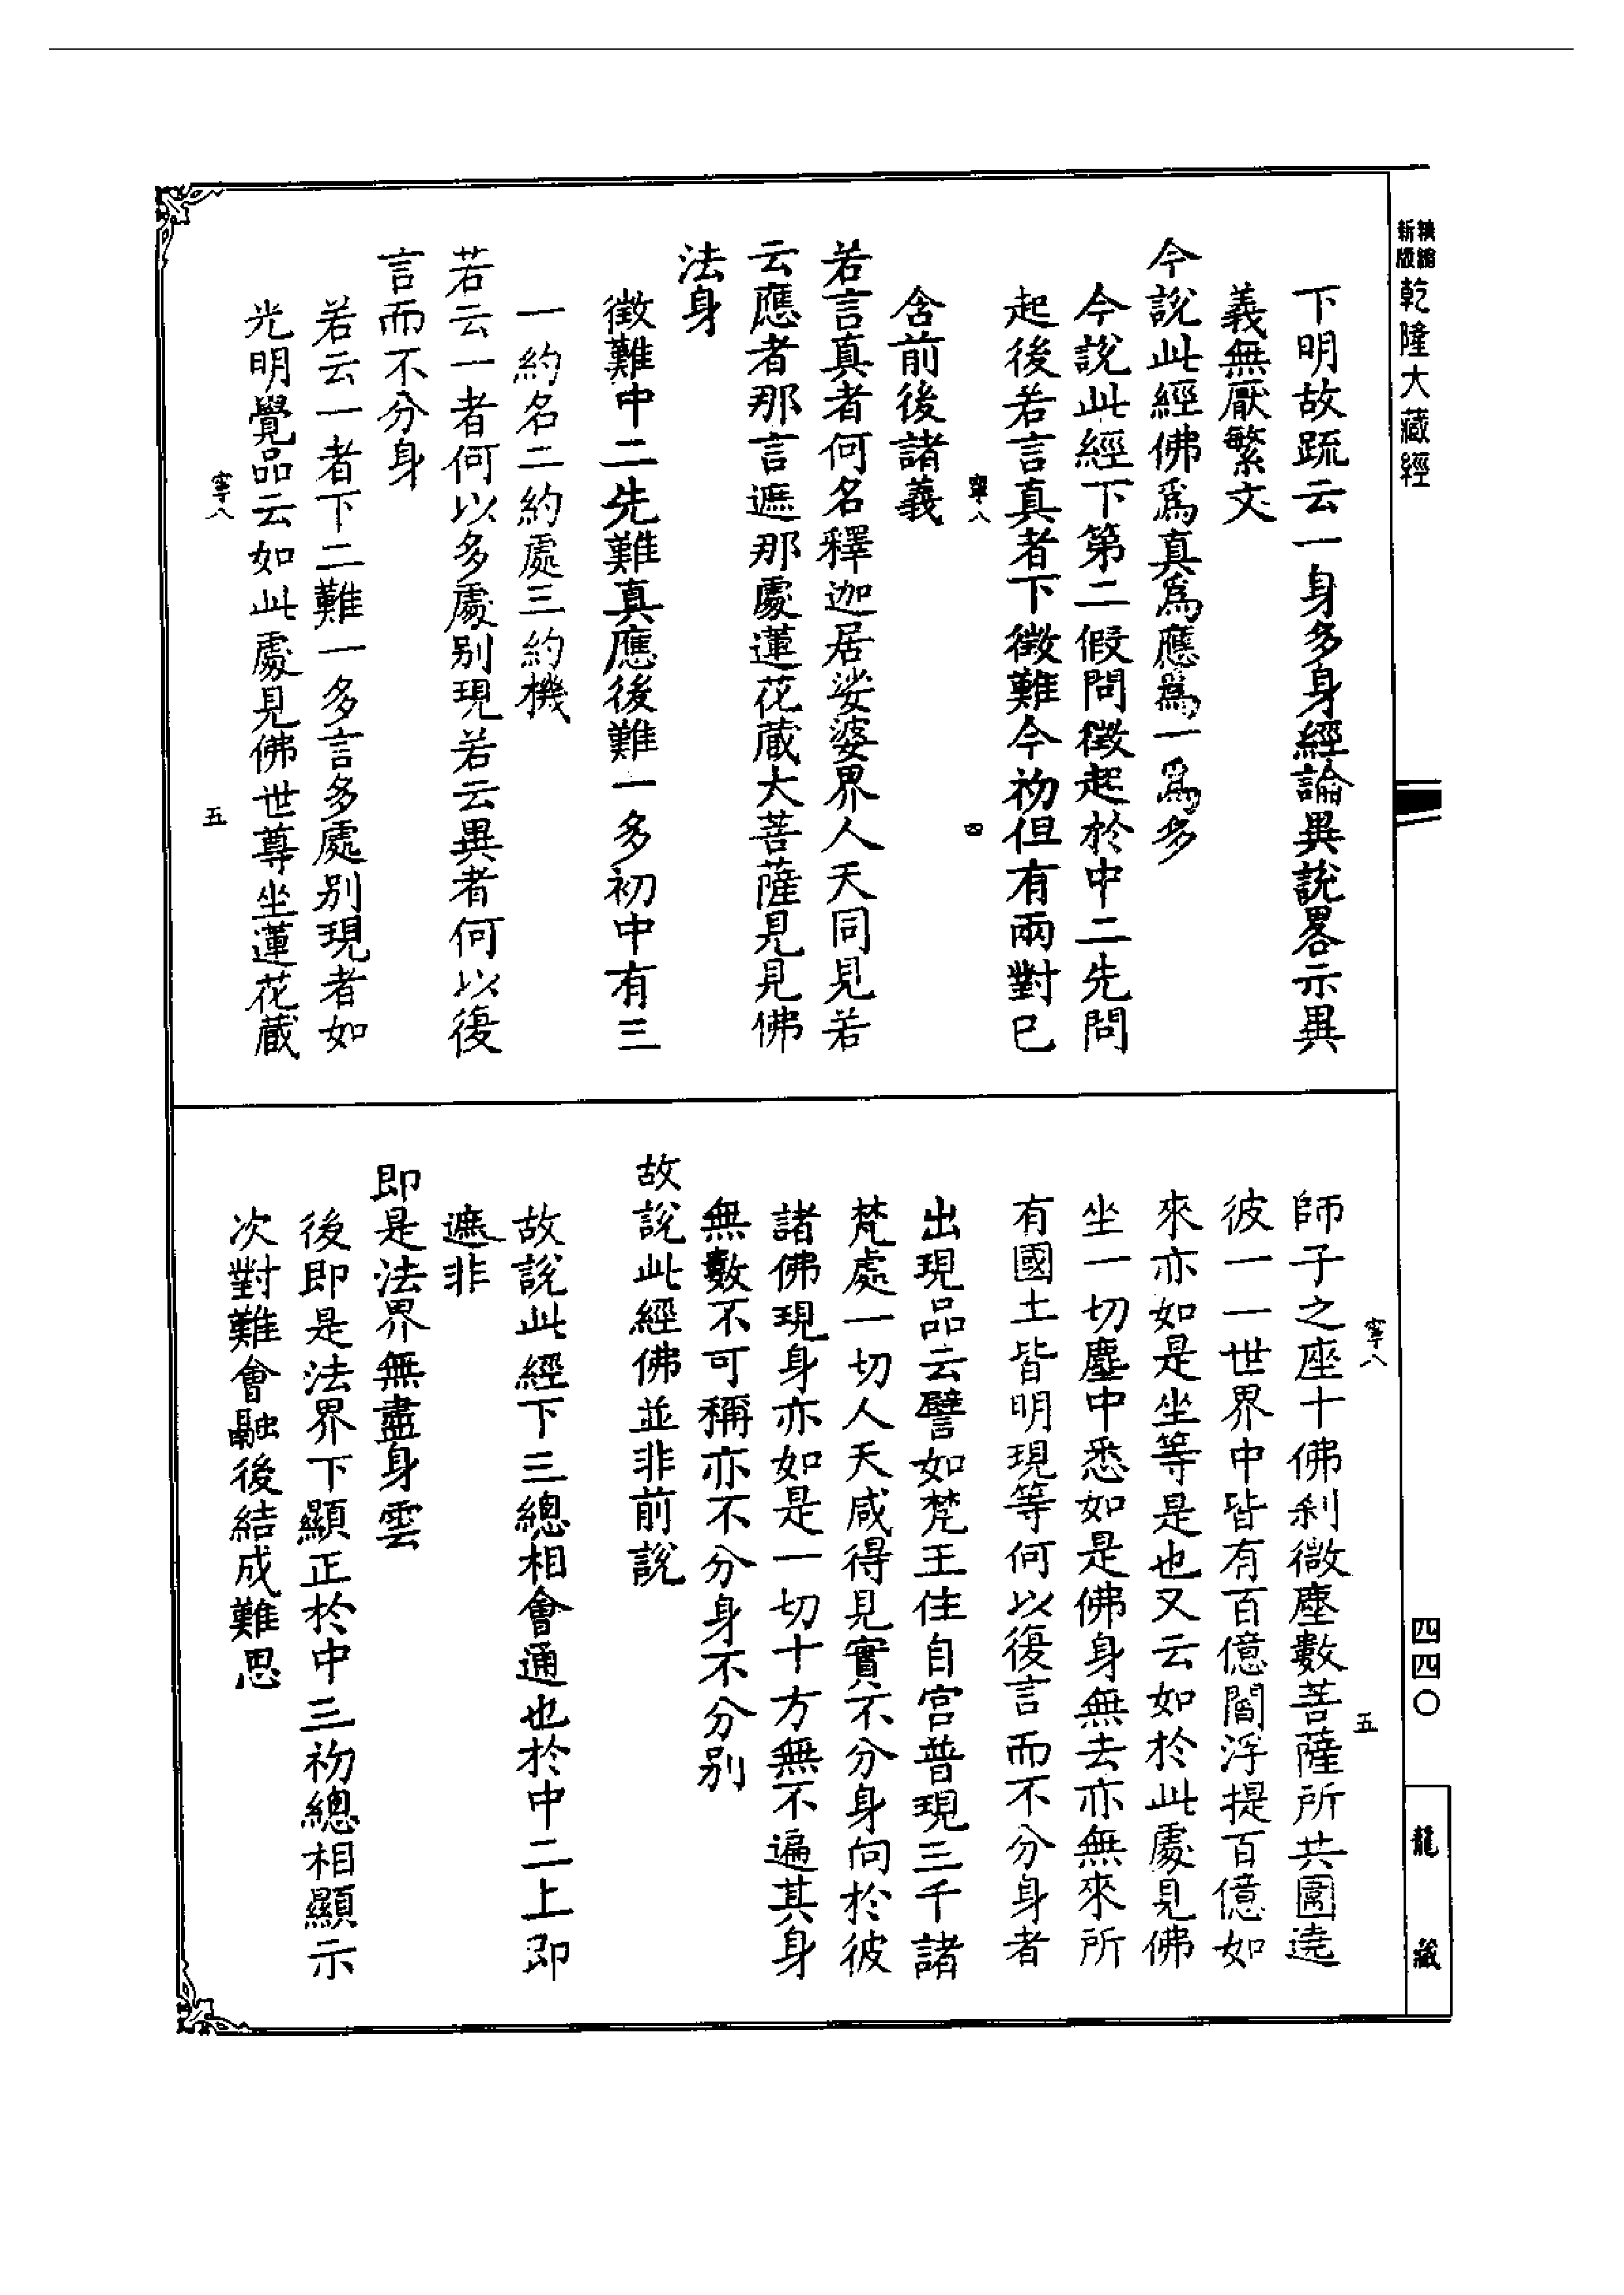 精縮新版乾隆大藏經
下明故疏云一身多身經論異說畧示異
義無厭繁文
今說此經佛爲真爲應爲一爲多
今說此經下第二假問徵起於中二先問
起後若言真者下徵難今初但有兩對已
含前後諸義
寧八 四
若言真者何名釋迦居娑婆界人天同見若
云應者那言遮那處蓮花藏大菩薩見見佛
法身
徵難中二先難真應後難一多初中有三
一約名二約處三約機
若云一者何以多處別現若云異者何以復
言而不分身
若云一者下二難一多言多處別現者如
光明覺品云如此處見佛世尊坐蓮花藏
寧八 五
寧八 五
師子之座十佛刹微塵數菩薩所共圍遶
彼一一世界中皆有百億閻浮提百億如
來亦如是坐等是也又云如於此處見佛
坐一切塵中悉如是佛身無去亦無來所
有國土皆明現等何以復言而不分身者
出現品云譬如梵王住自宮普現三千諸
梵處一切人天咸得見實不分身向於彼
諸佛現身亦如是一切十方無不遍其身
無數不可稱亦不分身不分別
故說此經佛並非前說
故說此經下三總相會通也於中二上即
遮非
即是法界無盡身雲
後即是法界下顯正於中三初總相顯示
次對難會融後結成難思
四四〇
龍藏